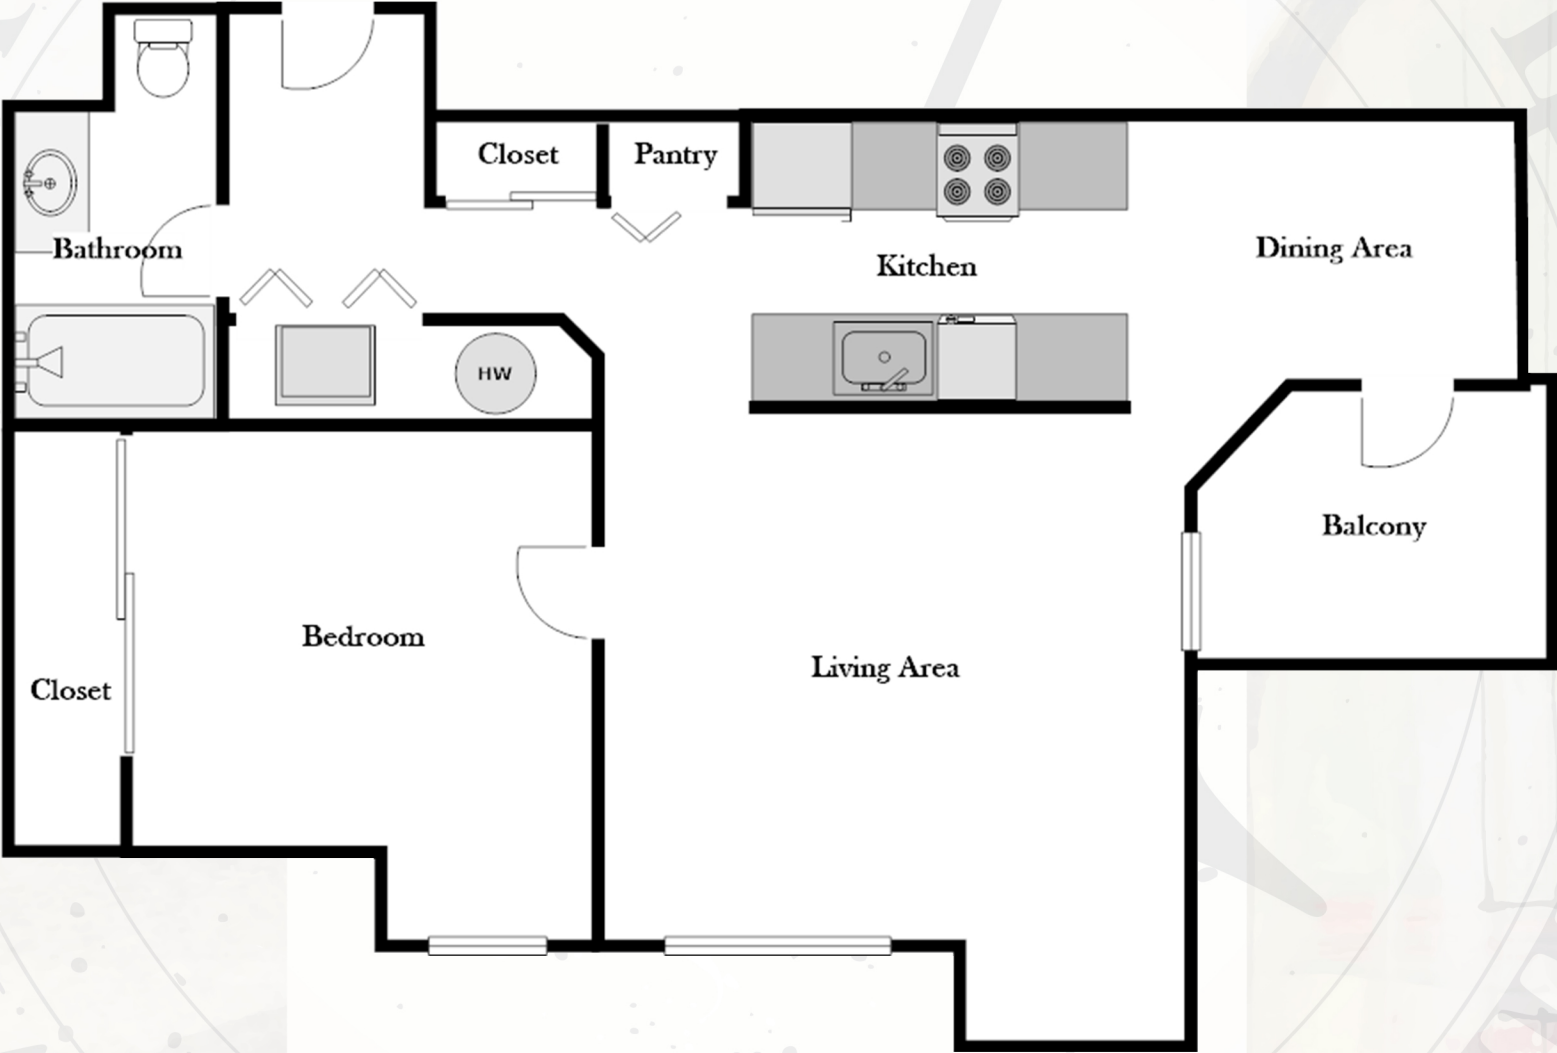 Closet
Pantry
Bathroom
Kitchen
Dining Area
HW
Balcony
Bedroom
Living Area
Closet